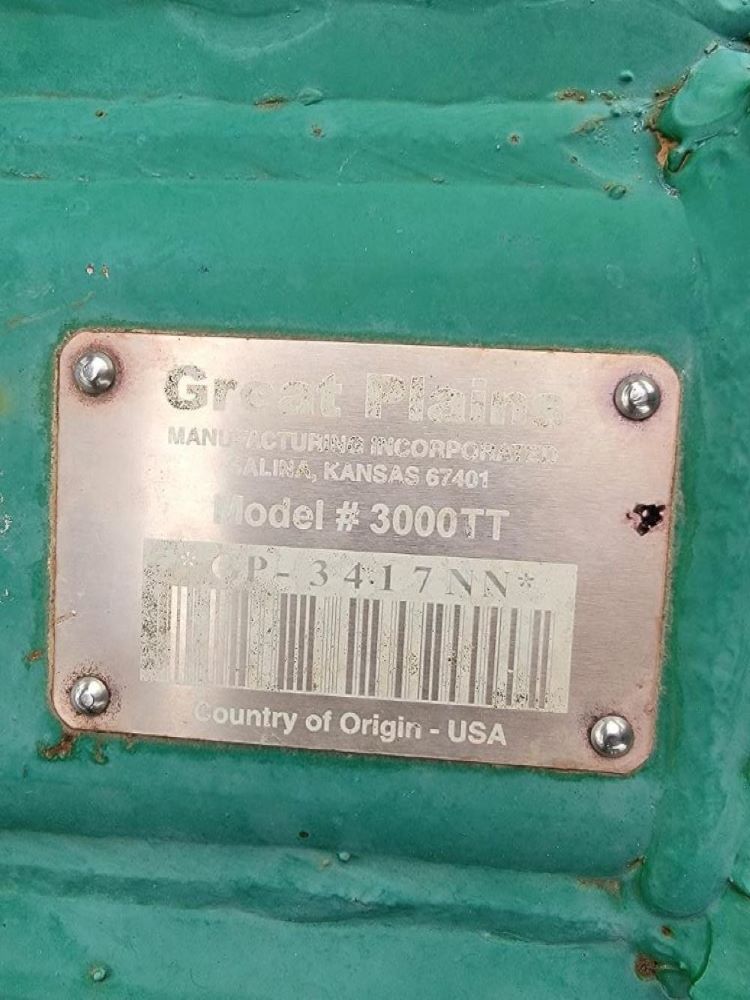 Great Plains
MANUFACTURING INCORPORATED
SALINA, KANSAS 67401
Model # 3000TT
*GP-3417NN*
Country of Origin - USA